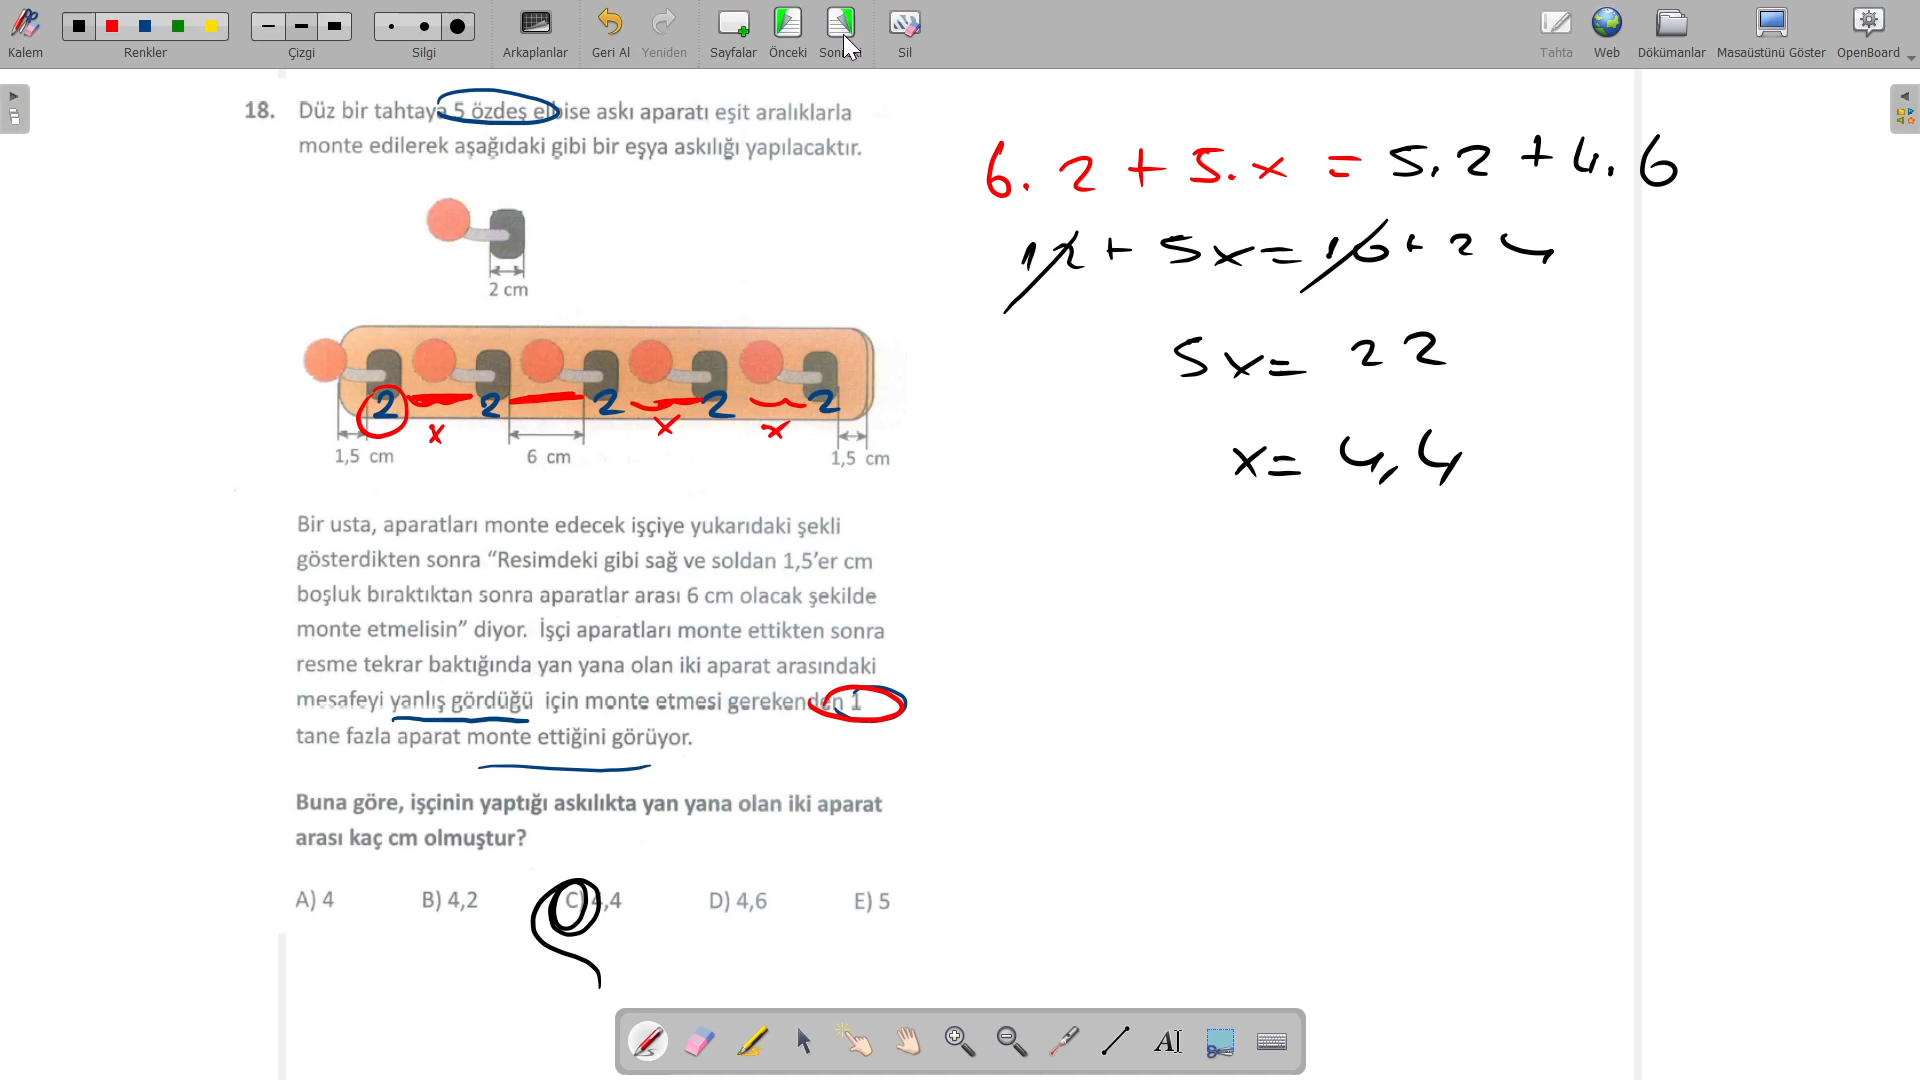 Kalem Renkler Çizgi Silgi Arkaplanlar Geri Al Yeniden Sayfalar Önceki Sil Tahta Web Dökümanlar Masaüstünü Göster OpenBoard
18. Düz bir tahtaya 5 özdeş elbise askı aparatı eşit aralıklarla
monte edilerek aşağıdaki gibi bir eşya askılığı yapılacaktır.
2 cm
2 2 2 2 2
x x x
1,5 cm 6 cm 1,5 cm
Bir usta, aparatları monte edecek işçiye yukarıdaki şekli
gösterdikten sonra “Resimdeki gibi sağ ve soldan 1,5’er cm
boşluk bıraktıktan sonra aparatlar arası 6 cm olacak şekilde
monte etmelisin” diyor. İşçi aparatları monte ettikten sonra
resme tekrar baktığında yan yana olan iki aparat arasındaki
mesafeyi yanlış gördüğü için monte etmesi gerekenden 1
tane fazla aparat monte ettiğini görüyor.
Buna göre, işçinin yaptığı askılıkta yan yana olan iki aparat
arası kaç cm olmuştur?
A) 4 B) 4,2 C) 4,4 D) 4,6 E) 5
6. 2 + 5. x = 5. 2 + 4. 6
12 + 5x = 10 + 24
5x = 22
x = 4,4